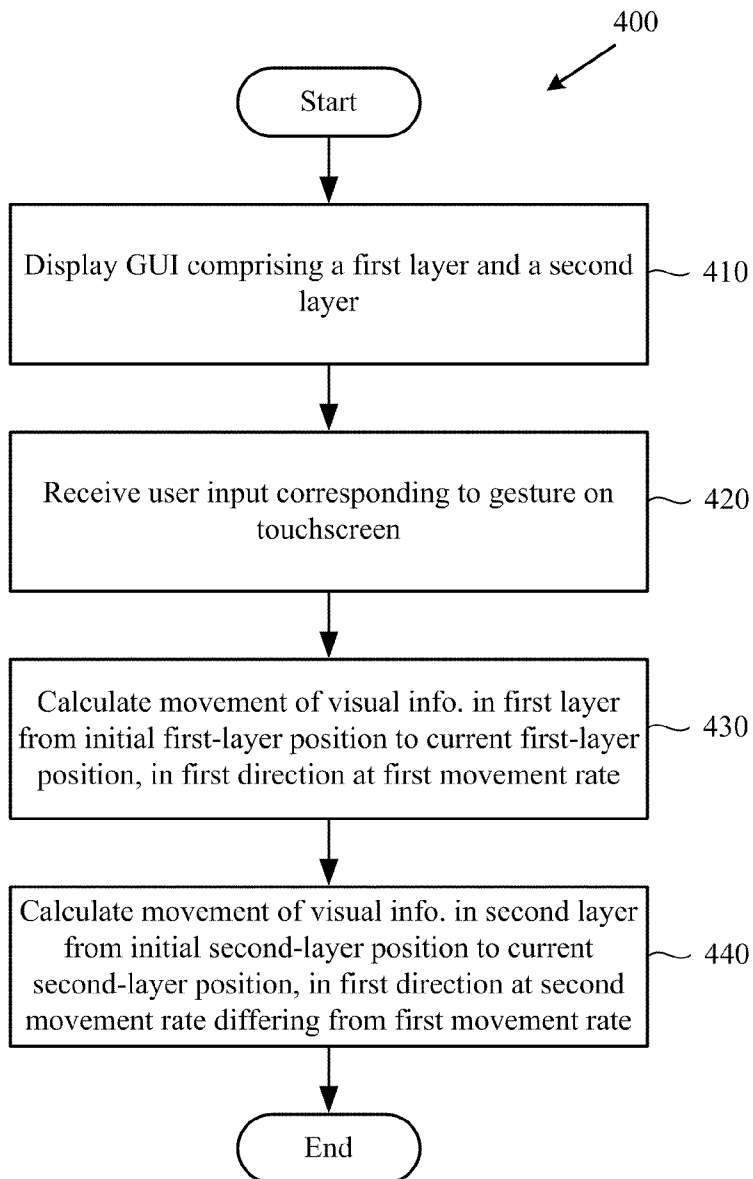 400
Start
Display GUI comprising a first layer and a second
layer
410
Receive user input corresponding to gesture on
touchscreen
420
Calculate movement of visual info. in first layer
from initial first-layer position to current first-layer
position, in first direction at first movement rate
430
Calculate movement of visual info. in second layer
from initial second-layer position to current
second-layer position, in first direction at second
movement rate differing from first movement rate
440
End